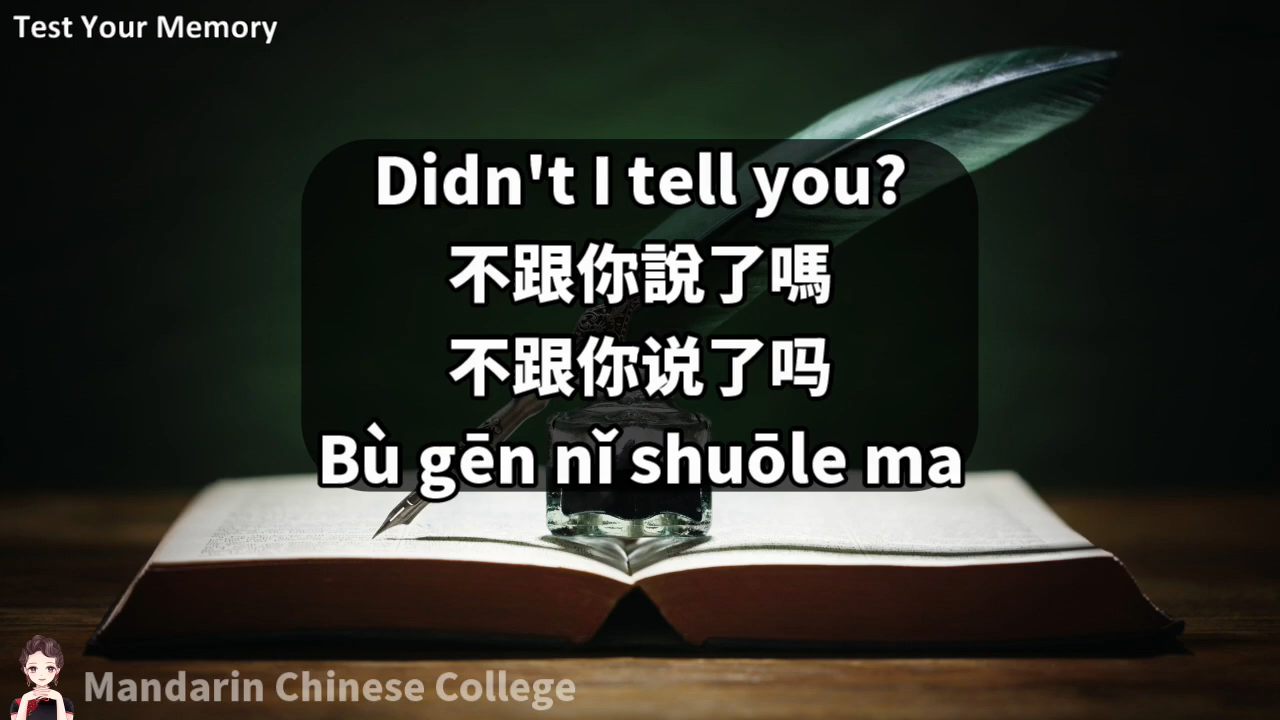 Test Your Memory
Didn't I tell you?
不跟你說了嗎
不跟你说了吗
Bù gēn nǐ shuōle ma
Mandarin Chinese College